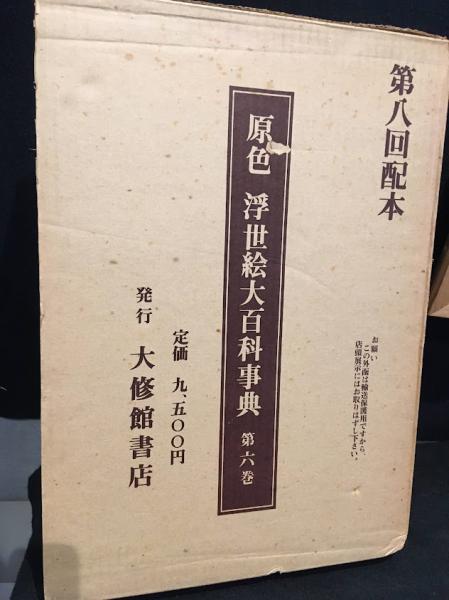 第八回配本
お願い
この外函は輸送保護用ですから、
店頭展示にはお取りはずし下さい。
原色 浮世絵大百科事典 第六巻
定価 九、五〇〇円
発行 大修館書店